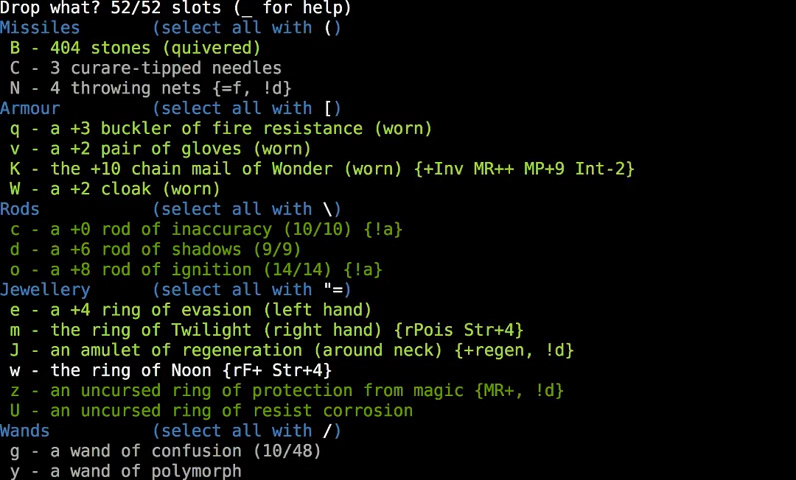 Drop what? 52/52 slots (_ for help)
Missiles (select all with ()
B - 404 stones (quivered)
C - 3 curare-tipped needles
N - 4 throwing nets {=f, !d}
Armour (select all with [)
q - a +3 buckler of fire resistance (worn)
v - a +2 pair of gloves (worn)
K - the +10 chain mail of Wonder (worn) {+Inv MR++ MP+9 Int-2}
W - a +2 cloak (worn)
Rods (select all with \)
c - a +0 rod of inaccuracy (10/10) {!a}
d - a +6 rod of shadows (9/9)
o - a +8 rod of ignition (14/14) {!a}
Jewellery (select all with "=)
e - a +4 ring of evasion (left hand)
m - the ring of Twilight (right hand) {rPois Str+4}
J - an amulet of regeneration (around neck) {+regen, !d}
w - the ring of Noon {rF+ Str+4}
z - an uncursed ring of protection from magic {MR+, !d}
U - an uncursed ring of resist corrosion
Wands (select all with /)
g - a wand of confusion (10/48)
y - a wand of polymorph